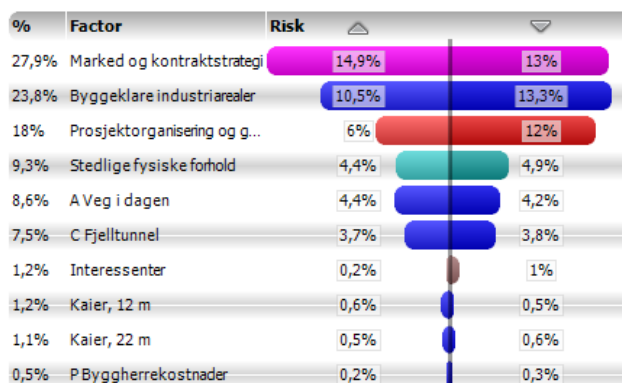 % Factor Risk
27,9% Marked og kontraktstrategi 14,9% 13%
23,8% Byggeklare industriarealer 10,5% 13,3%
18% Prosjektorganisering og g... 6% 12%
9,3% Stedlige fysiske forhold 4,4% 4,9%
8,6% A Veg i dagen 4,4% 4,2%
7,5% C Fjelltunnel 3,7% 3,8%
1,2% Interessenter 0,2% 1%
1,2% Kaier, 12 m 0,6% 0,5%
1,1% Kaier, 22 m 0,5% 0,6%
0,5% P Byggherrekostnader 0,2% 0,3%